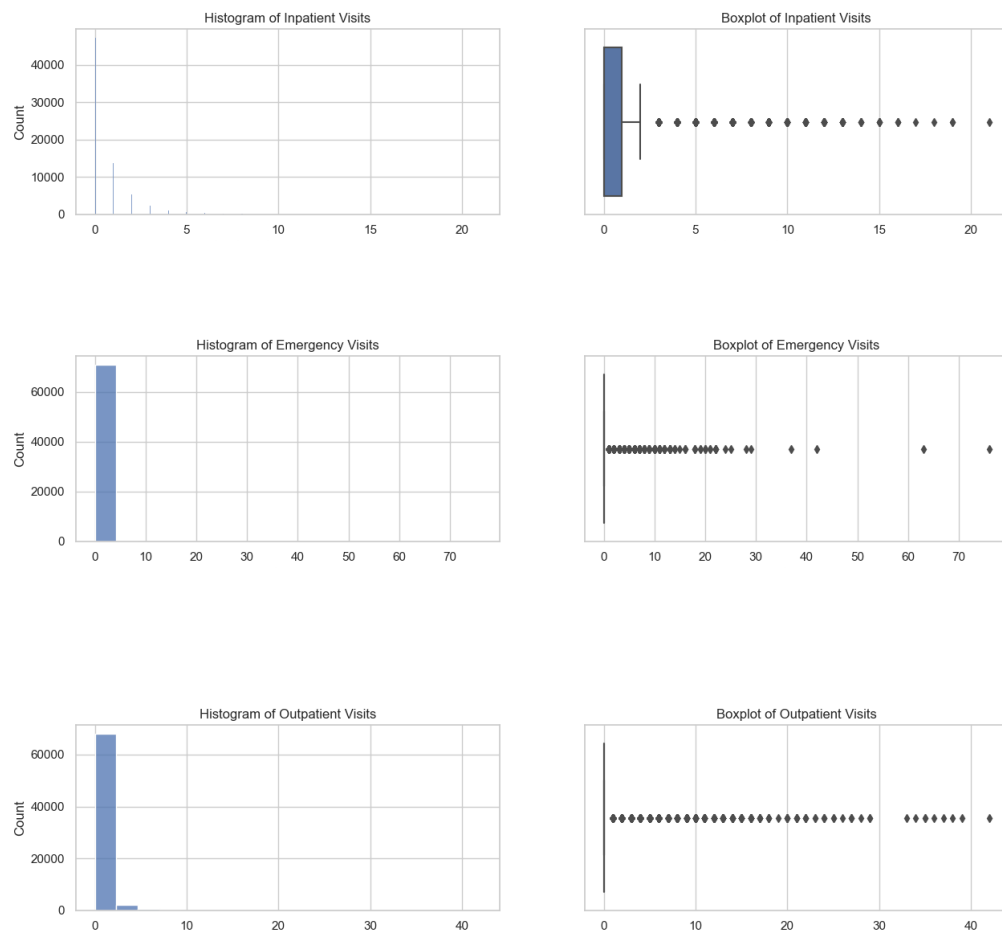 Histogram of Inpatient Visits
Boxplot of Inpatient Visits
40000
30000
20000
10000
0
Count
0 5 10 15 20
0 5 10 15 20
Histogram of Emergency Visits
Boxplot of Emergency Visits
60000
40000
20000
0
Count
0 10 20 30 40 50 60 70
0 10 20 30 40 50 60 70
Histogram of Outpatient Visits
Boxplot of Outpatient Visits
60000
40000
20000
0
Count
0 10 20 30 40
0 10 20 30 40